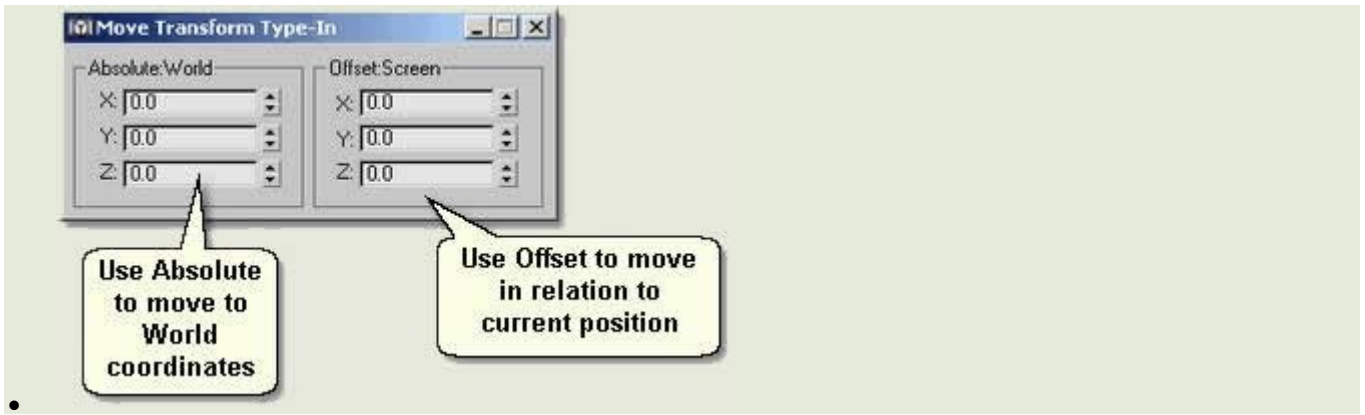 Move Transform Type-In
Absolute:World
X: 0.0
Y: 0.0
Z: 0.0
Offset:Screen
X: 0.0
Y: 0.0
Z: 0.0
Use Absolute
to move to
World
coordinates
Use Offset to move
in relation to
current position